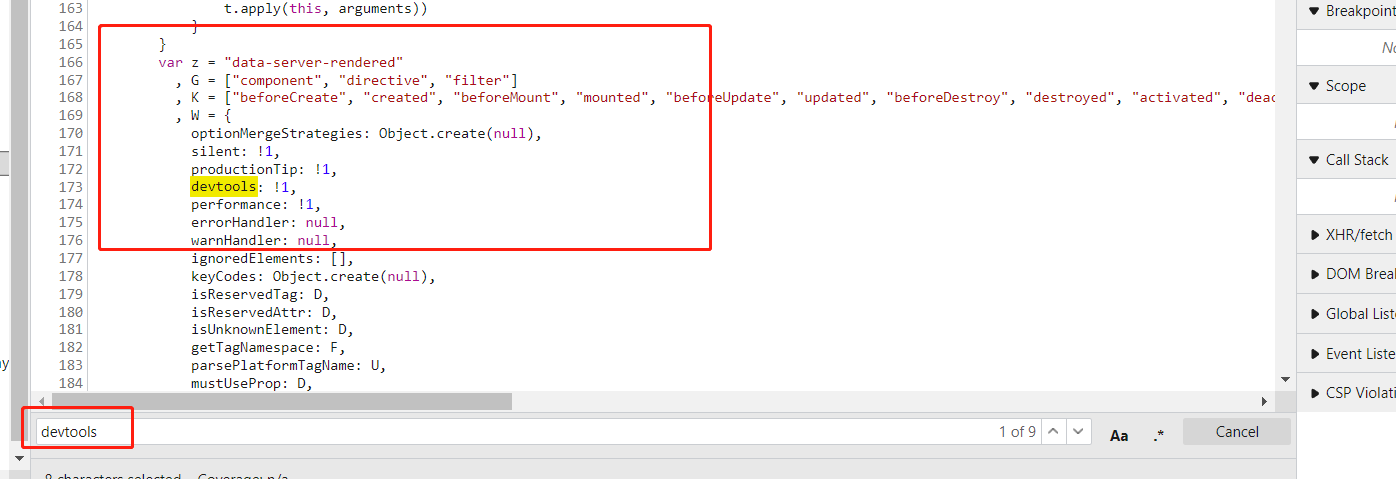 163 t.apply(this, arguments))
164 }
165 }
166 var z = "data-server-rendered"
167 , G = ["component", "directive", "filter"]
168 , K = ["beforeCreate", "created", "beforeMount", "mounted", "beforeUpdate", "updated", "beforeDestroy", "destroyed", "activated", "deac
169 , W = {
170 optionMergeStrategies: Object.create(null),
171 silent: !1,
172 productionTip: !1,
173 devtools: !1,
174 performance: !1,
175 errorHandler: null,
176 warnHandler: null,
177 ignoredElements: [],
178 keyCodes: Object.create(null),
179 isReservedTag: D,
180 isReservedAttr: D,
181 isUnknownElement: D,
182 getTagNamespace: F,
183 parsePlatformTagName: U,
184 mustUseProp: D,
devtools 1 of 9 Aa .* Cancel
8 characters selected Coverage: n/a
Breakpoint
No
Scope
Call Stack
XHR/fetch
DOM Brea
Global List
Event Liste
CSP Violati